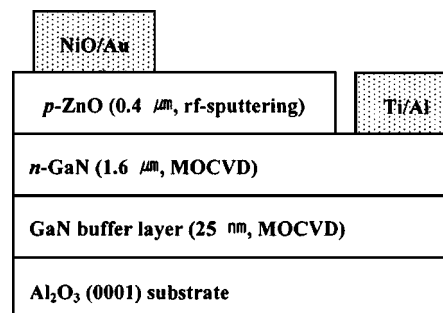 NiO/Au
p-ZnO (0.4 ㎛, rf-sputtering)
Ti/Al
n-GaN (1.6 ㎛, MOCVD)
GaN buffer layer (25 ㎚, MOCVD)
Al₂O₃ (0001) substrate